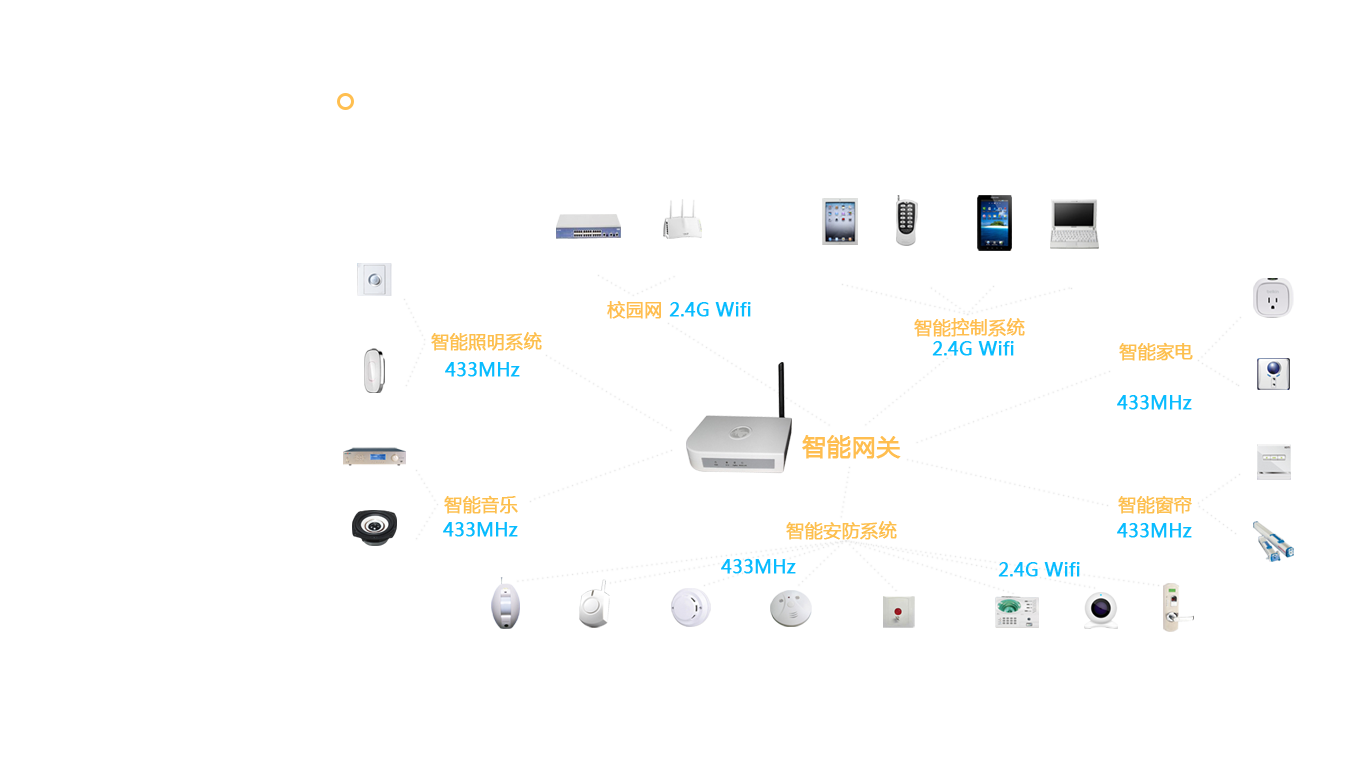 校园网 2.4G Wifi
智能控制系统
2.4G Wifi
智能照明系统
433MHz
智能家电
433MHz
智能网关
智能音乐
433MHz
智能窗帘
433MHz
智能安防系统
433MHz
2.4G Wifi